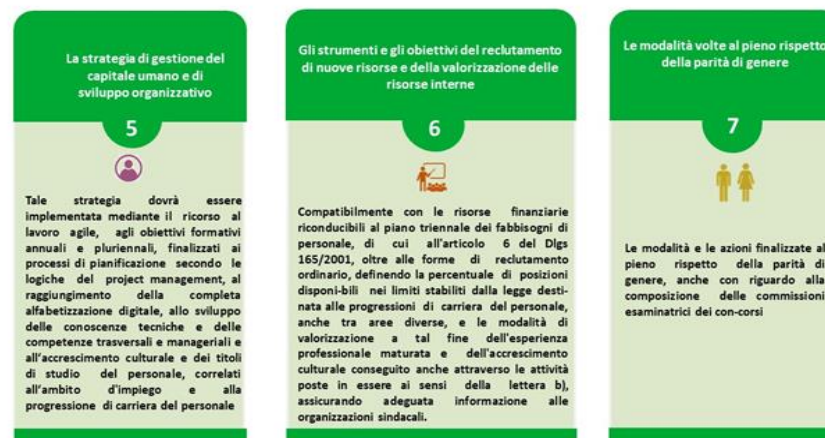 La strategia di gestione del
capitale umano e di
sviluppo organizzativo
5
Tale strategia dovrà essere
implementata mediante il ricorso al
lavoro agile, agli obiettivi formativi
annuali e pluriennali, finalizzati ai
processi di pianificazione secondo le
logiche del project management, al
raggiungimento della completa
alfabetizzazione digitale, allo sviluppo
delle conoscenze tecniche e delle
competenze trasversali e manageriali e
all'accrescimento culturale e dei titoli
di studio del personale, correlati
all'ambito d'impiego e alla
progressione di carriera del personale
Gli strumenti e gli obiettivi del reclutamento
di nuove risorse e della valorizzazione delle
risorse interne
6
Compatibilmente con le risorse finanziarie
riconducibili al piano triennale dei fabbisogni di
personale, di cui all'articolo 6 del Dlgs
165/2001, oltre alle forme di reclutamento
ordinario, definendo la percentuale di posizioni
disponi-bili nei limiti stabiliti dalla legge desti-
nata alle progressioni di carriera del personale,
anche tra aree diverse, e le modalità di
valorizzazione a tal fine dell'esperienza
professionale maturata e dell'accrescimento
culturale conseguito anche attraverso le attività
poste in essere ai sensi della lettera b),
assicurando adeguata informazione alle
organizzazioni sindacali.
Le modalità volte al pieno rispetto
della parità di genere
7
Le modalità e le azioni finalizzate al
pieno rispetto della parità di
genere, anche con riguardo alla
composizione delle commissioni
esaminatrici dei con-corsi